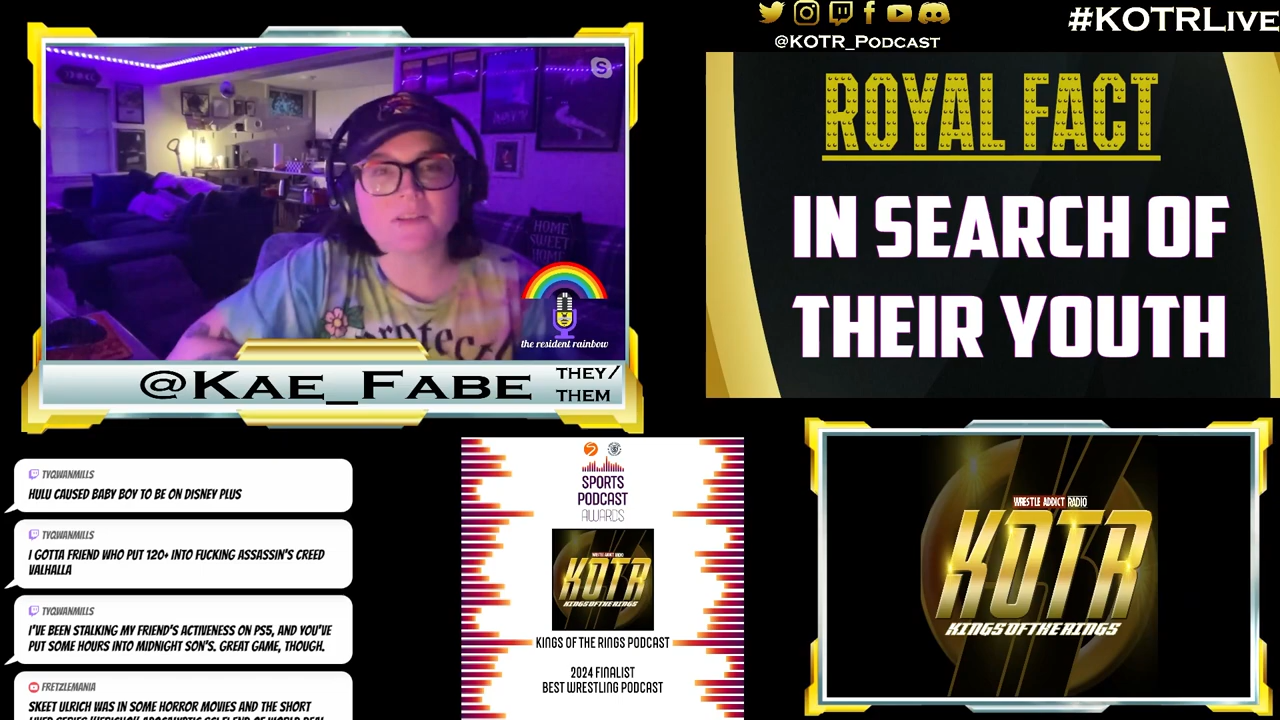 @KOTR_PODCAST
#KOTRLIVE
ROYAL FACT
IN SEARCH OF
THEIR YOUTH
HOME
SWEET
HOME
protec
the resident rainbow
@KAE_FABE
THEY/
THEM
TYQWANMILLS
HULU CAUSED BABY BOY TO BE ON DISNEY PLUS
TYQWANMILLS
I GOTTA FRIEND WHO PUT 120+ INTO FUCKING ASSASSIN'S CREED
VALHALLA
TYQWANMILLS
I'VE BEEN STALKING MY FRIEND'S ACTIVENESS ON PS5, AND YOU'VE
PUT SOME HOURS INTO MIDNIGHT SON'S. GREAT GAME, THOUGH.
FRETZLEMANIA
SKEET ULRICH WAS IN SOME HORROR MOVIES AND THE SHORT
SPORTS
PODCAST
AWARDS
WRESTLE ADDICT RADIO
KOTR
KINGS OF THE RINGS
KINGS OF THE RINGS PODCAST
2024 FINALIST
BEST WRESTLING PODCAST
WRESTLE ADDICT RADIO
KOTR
KINGS OF THE RINGS